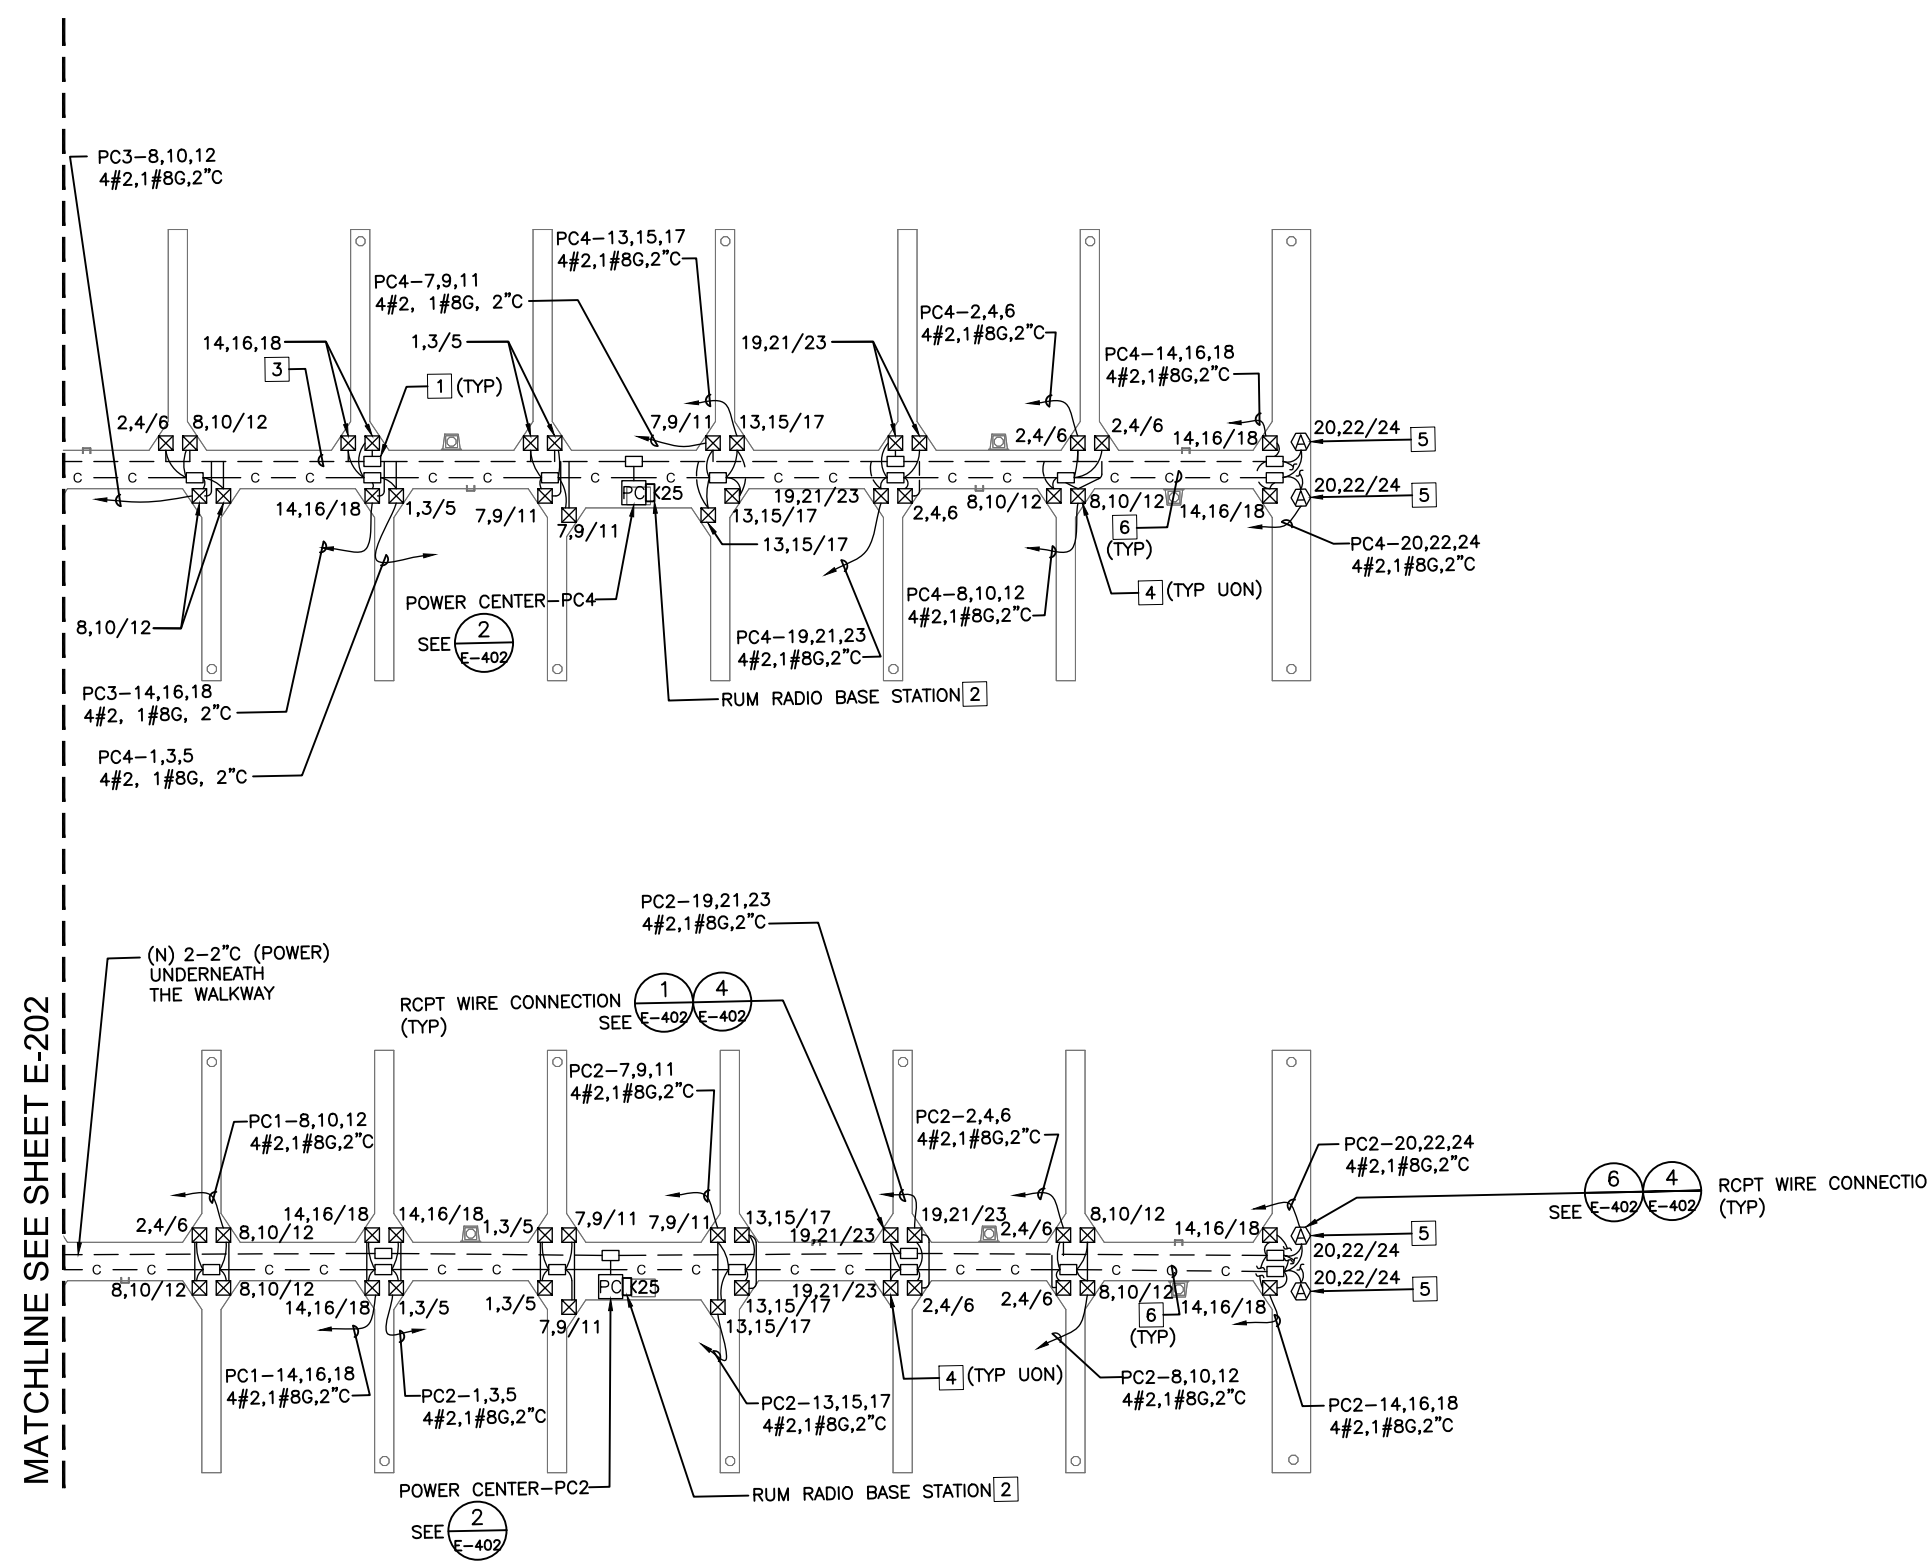 MATCHLINE SEE SHEET E-202
PC3-8,10,12
4#2,1#8G,2"C
PC4-13,15,17
4#2,1#8G,2"C
PC4-7,9,11
4#2, 1#8G, 2"C
PC4-2,4,6
4#2,1#8G,2"C
PC4-14,16,18
4#2,1#8G,2"C
14,16,18
1,3/5
19,21/23
3
1 (TYP)
2,4/6
8,10/12
7,9/11
13,15/17
2,4/6
2,4/6
14,16/18
20,22/24
5
C C C C C C C C C C C C C C C C
PC
K25
14,16/18
1,3/5
7,9/11
7,9/11
13,15/17
19,21/23
2,4,6
8,10/12
8,10/12
14,16/18
20,22/24
5
A
A
13,15/17
6
(TYP)
PC4-20,22,24
4#2,1#8G,2"C
POWER CENTER-PC4
SEE
2
E-402
PC4-8,10,12
4#2,1#8G,2"C
4 (TYP UON)
8,10/12
PC4-19,21,23
4#2,1#8G,2"C
PC3-14,16,18
4#2, 1#8G, 2"C
RUM RADIO BASE STATION 2
PC4-1,3,5
4#2, 1#8G, 2"C
PC2-19,21,23
4#2,1#8G,2"C
(N) 2-2"C (POWER)
UNDERNEATH
THE WALKWAY
RCPT WIRE CONNECTION
(TYP)
SEE
1
E-402
4
E-402
PC2-7,9,11
4#2,1#8G,2"C
PC1-8,10,12
4#2,1#8G,2"C
PC2-2,4,6
4#2,1#8G,2"C
PC2-20,22,24
4#2,1#8G,2"C
SEE
6
E-402
4
E-402
RCPT WIRE CONNECTIO
(TYP)
2,4/6
8,10/12
14,16/18
14,16/18
1,3/5
7,9/11
7,9/11
13,15/17
19,21/23
19,21/23
2,4/6
8,10/12
14,16/18
A
5
20,22/24
C C C C C C C C C C C C C C C C
PC
K25
8,10/12
8,10/12
14,16/18
1,3/5
1,3/5
7,9/11
13,15/17
13,15/17
19,21/23
2,4/6
2,4/6
8,10/12
14,16/18
A
20,22/24
5
6
(TYP)
PC1-14,16,18
4#2,1#8G,2"C
PC2-1,3,5
4#2,1#8G,2"C
PC2-13,15,17
4#2,1#8G,2"C
4 (TYP UON)
PC2-8,10,12
4#2,1#8G,2"C
PC2-14,16,18
4#2,1#8G,2"C
POWER CENTER-PC2
SEE
2
E-402
RUM RADIO BASE STATION 2